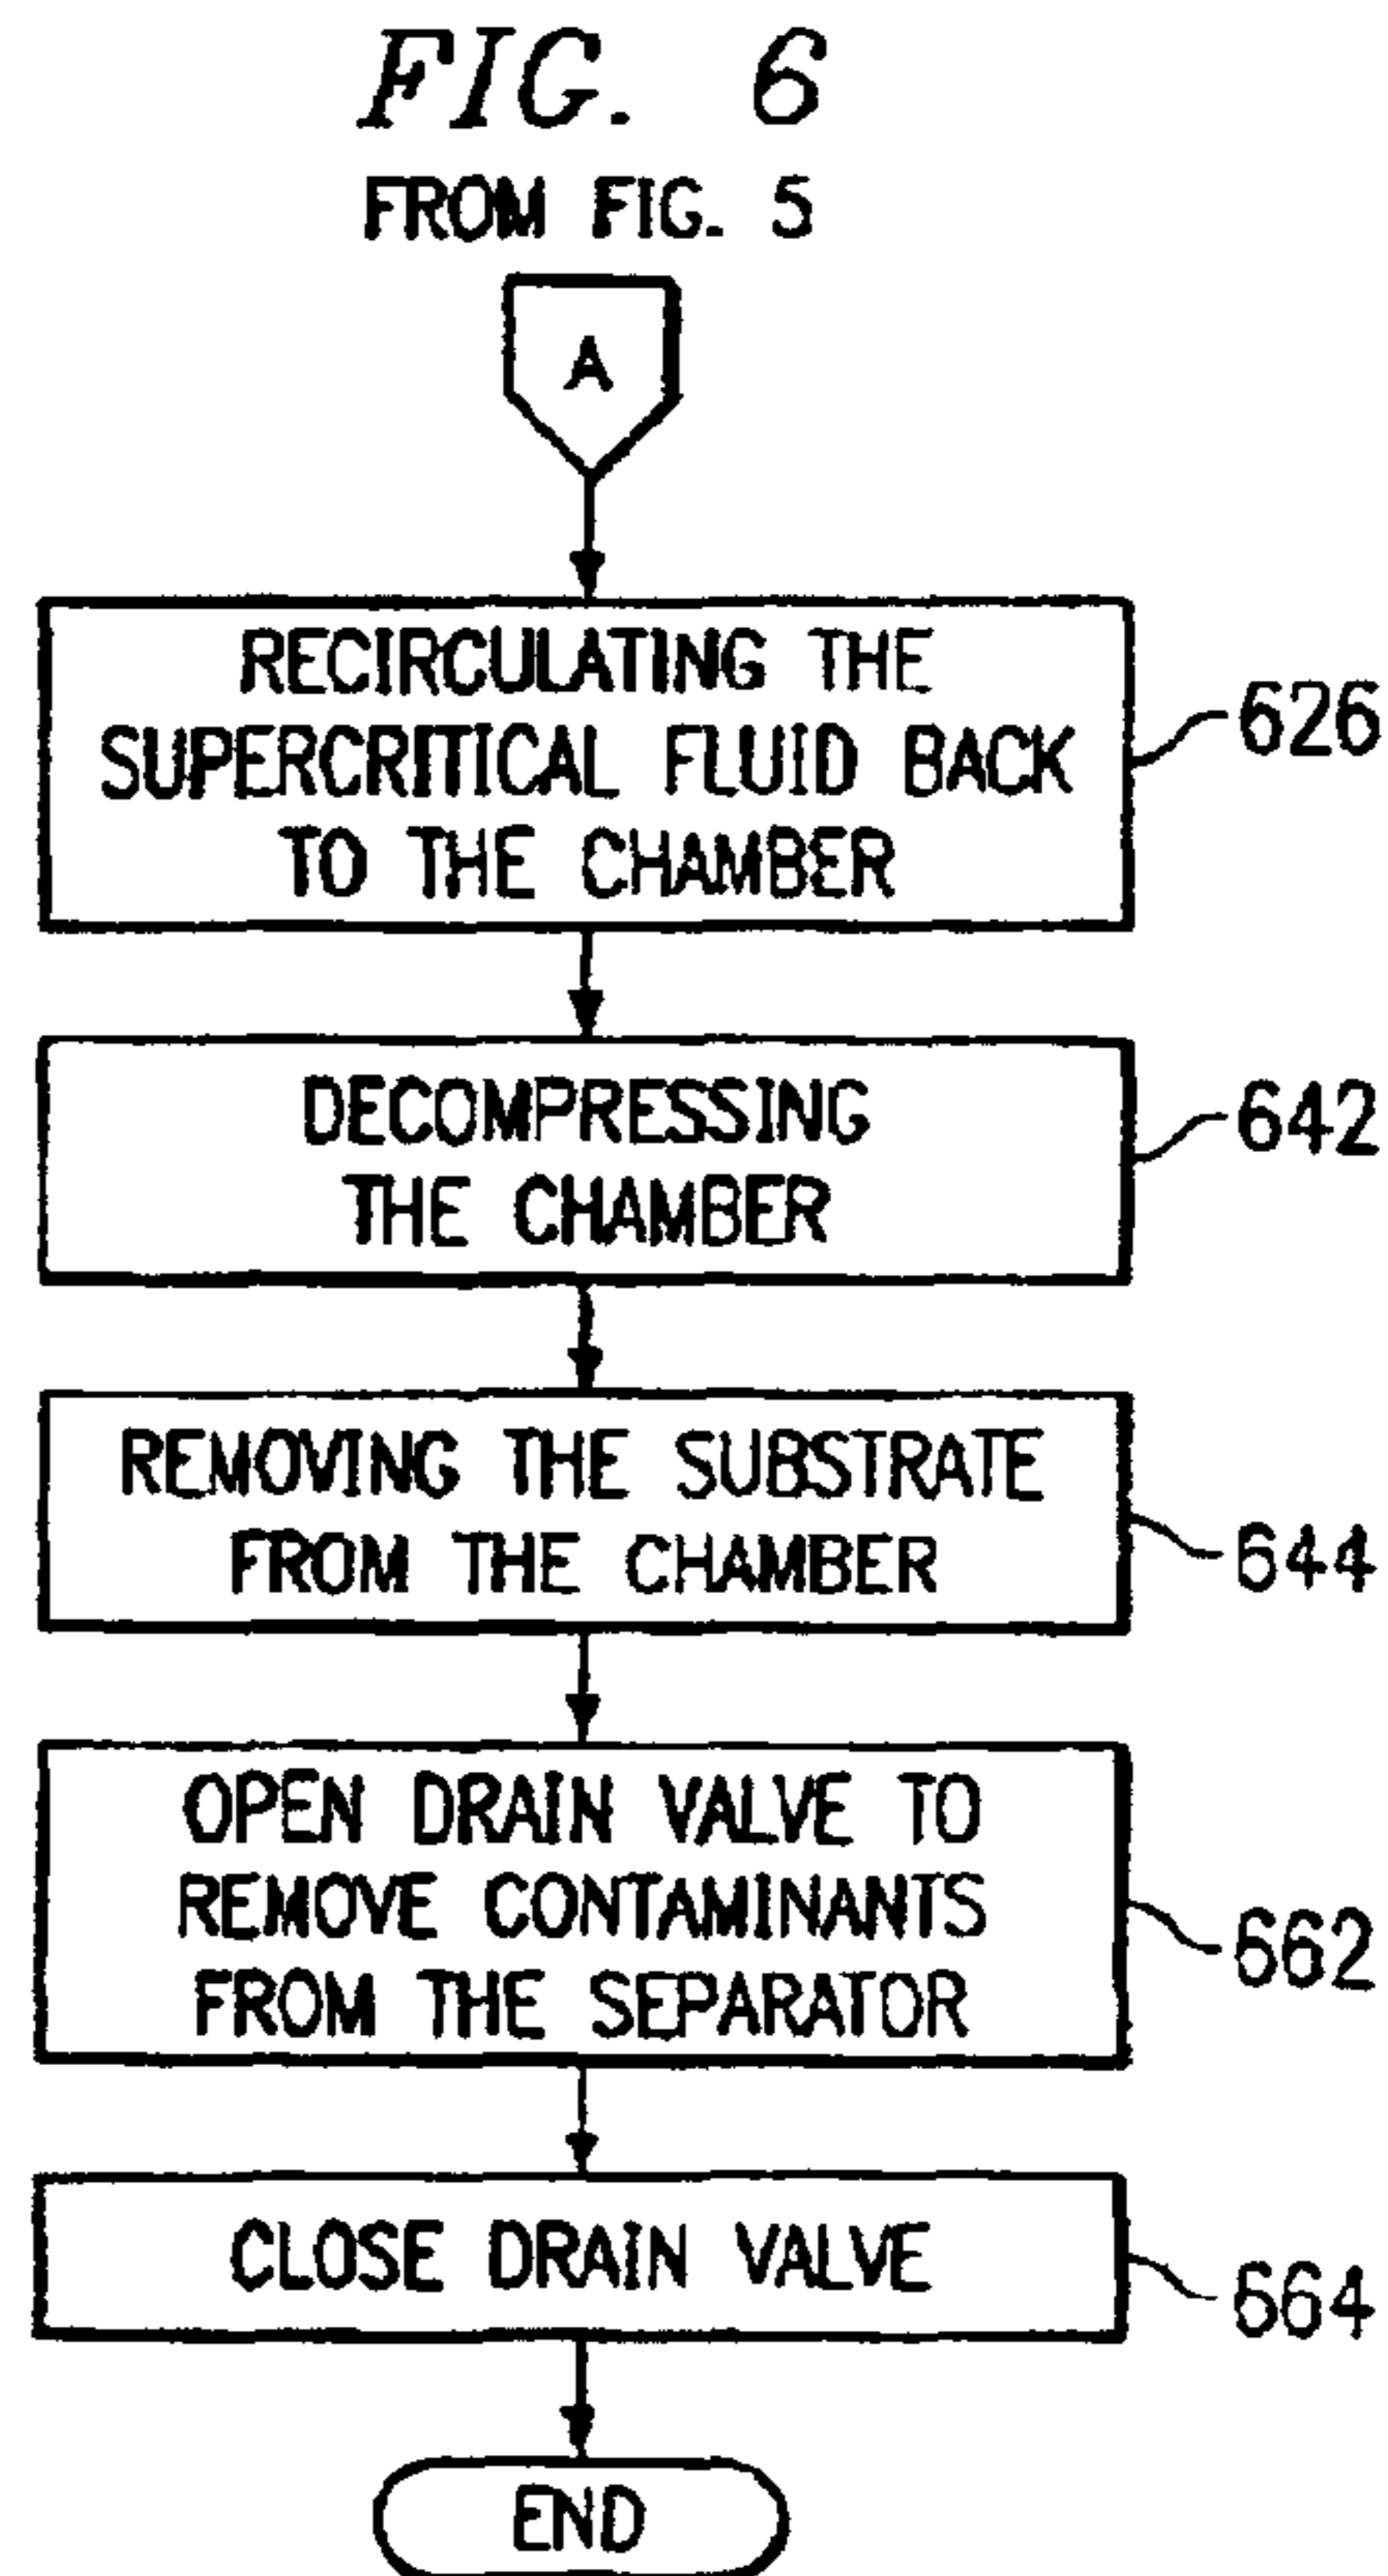 FIG. 6
FROM FIG. 5
A
RECIRCULATING THE
SUPERCRITICAL FLUID BACK
TO THE CHAMBER
626
DECOMPRESSING
THE CHAMBER
642
REMOVING THE SUBSTRATE
FROM THE CHAMBER
644
OPEN DRAIN VALVE TO
REMOVE CONTAMINANTS
FROM THE SEPARATOR
662
CLOSE DRAIN VALVE
664
END